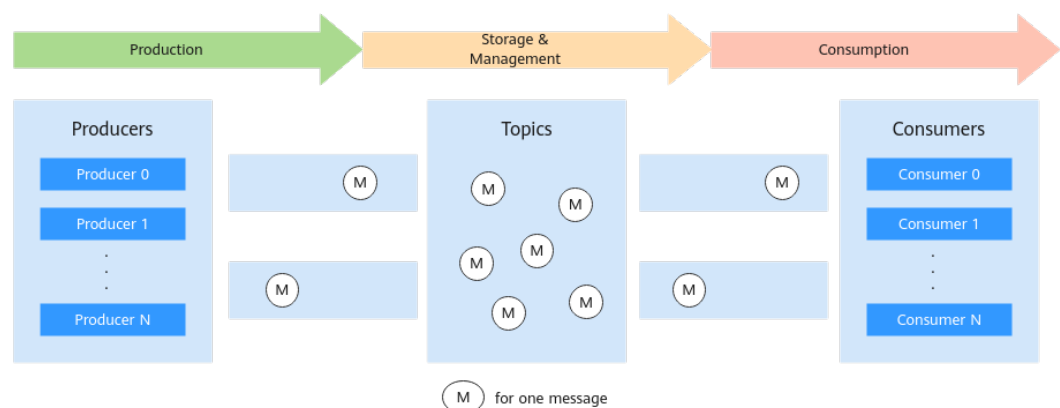 Production
Storage &
Management
Consumption
Producers
Topics
Consumers
Producer 0
Producer 1
.
.
.
Producer N
M
M
M
M
M
M
M
M
M
M
Consumer 0
Consumer 1
.
.
.
Consumer N
M for one message